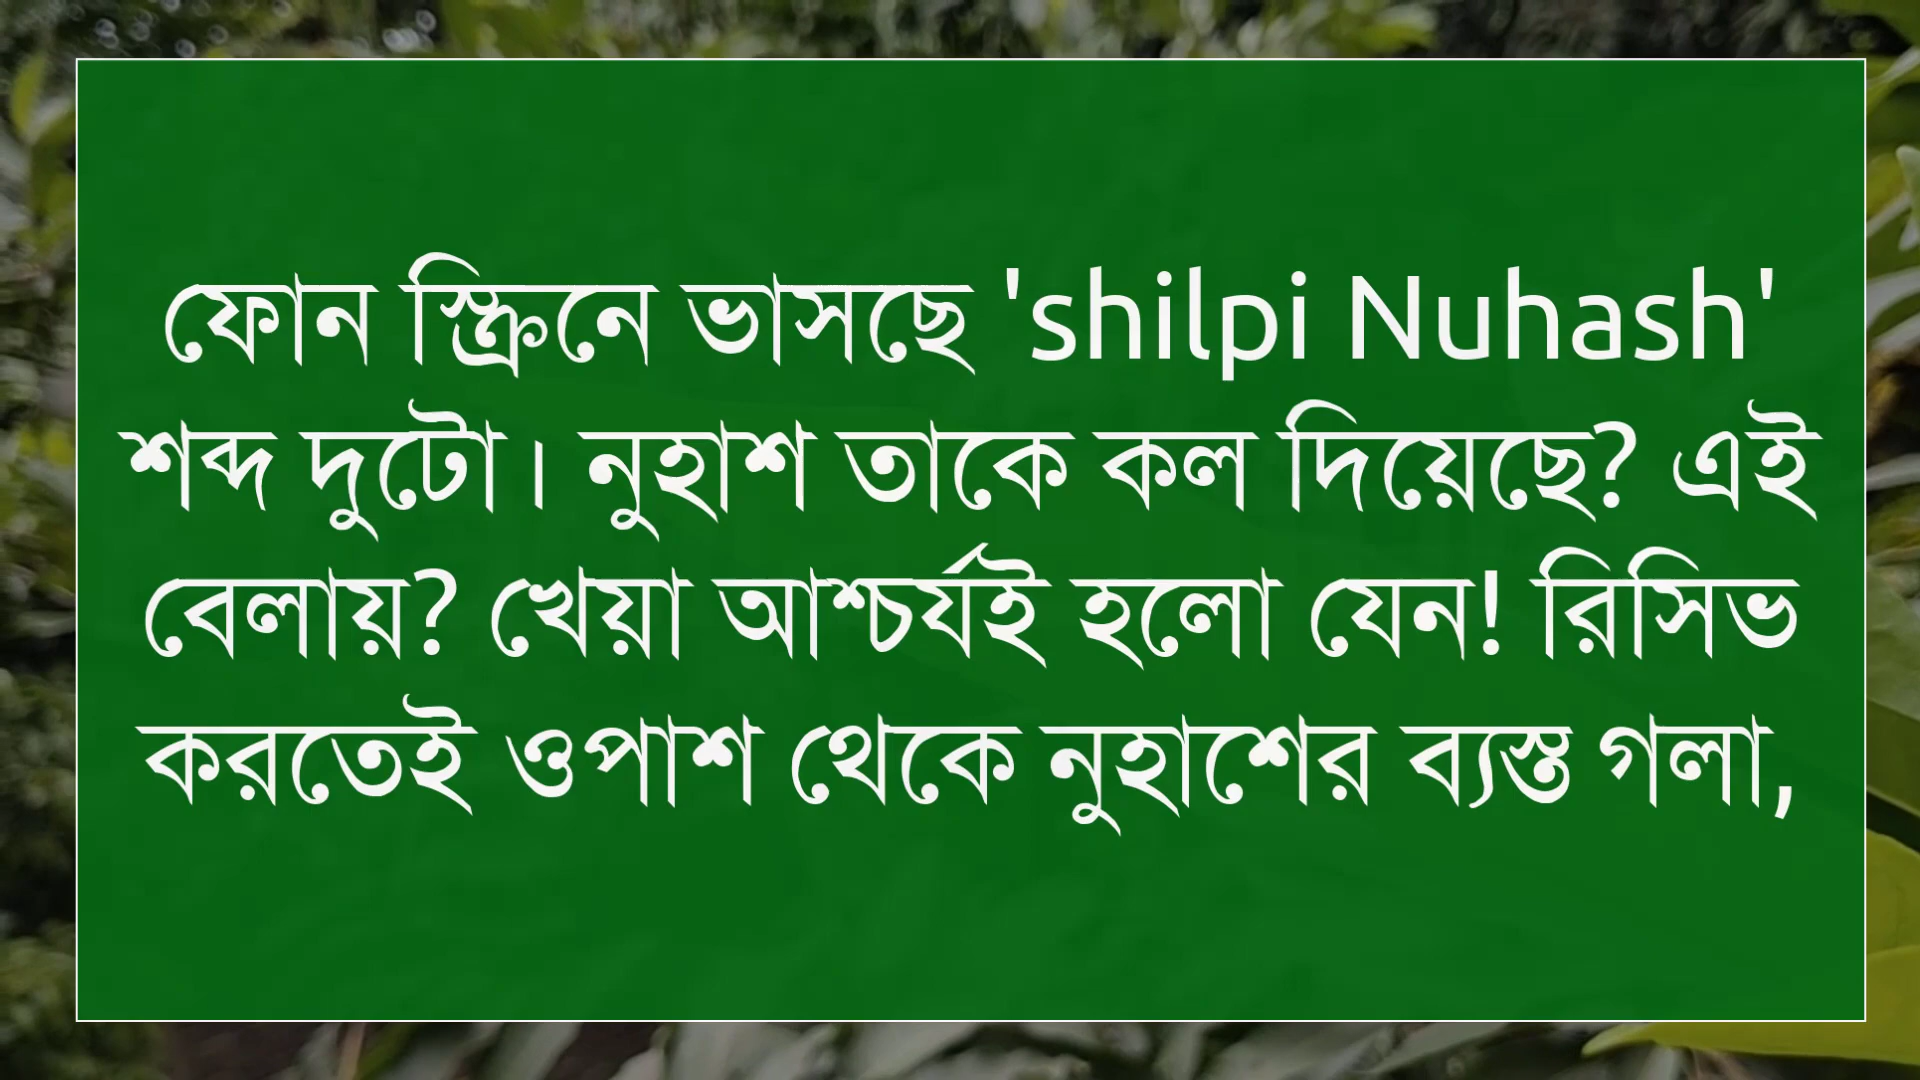 ফোন স্ক্রিনে ভাসছে 'shilpi Nuhash'
শব্দ দুটো। নুহাশ তাকে কল দিয়েছে? এই
বেলায়? খেয়া আশ্চর্যই হলো যেন! রিসিভ
করতেই ওপাশ থেকে নুহাশের ব্যস্ত গলা,